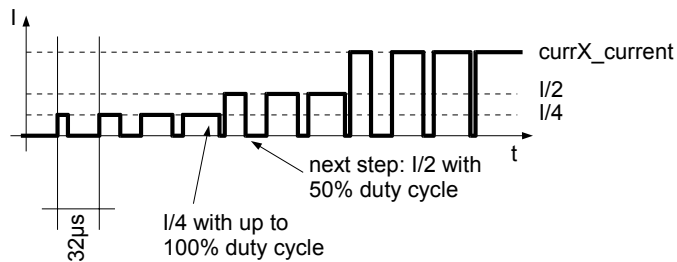 I
currX_current
I/2
I/4
t
next step: I/2 with
50% duty cycle
I/4 with up to
100% duty cycle
32µs